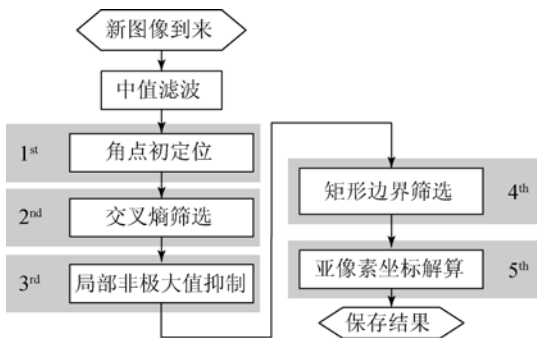 新图像到来
中值滤波
1st
角点初定位
2nd
交叉熵筛选
3rd
局部非极大值抑制
矩形边界筛选
4th
亚像素坐标解算
5th
保存结果